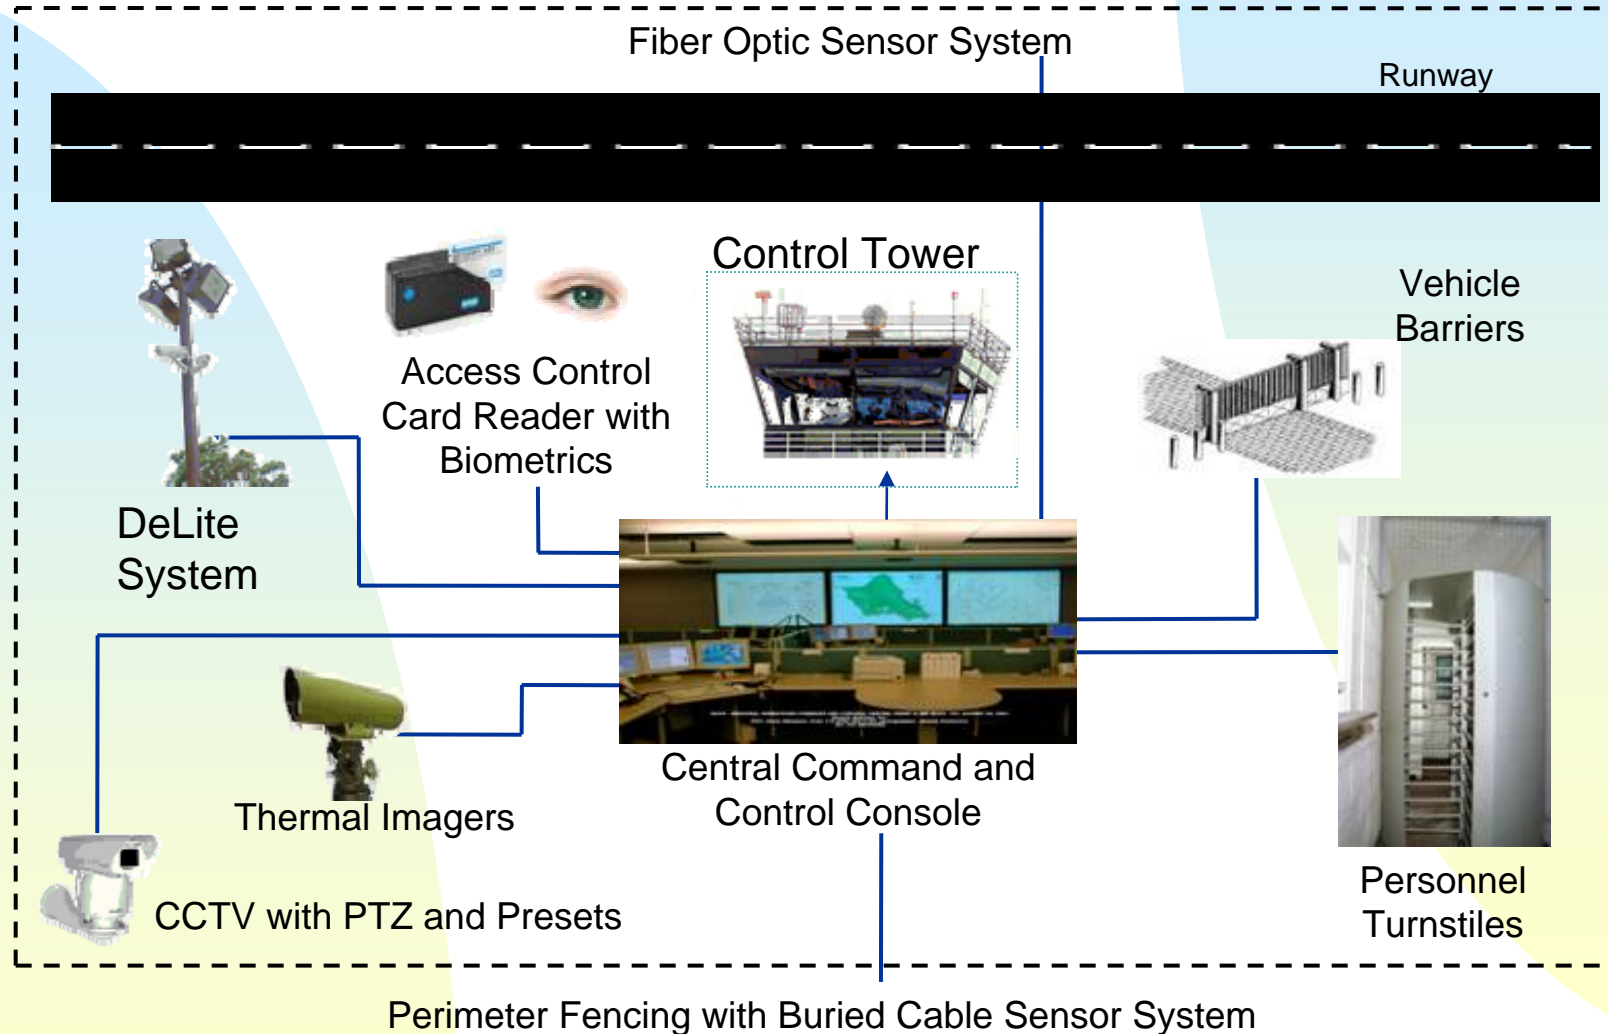 Fiber Optic Sensor System
Runway
Control Tower
Vehicle
Barriers
Access Control
Card Reader with
Biometrics
DeLite
System
Central Command and
Control Console
Thermal Imagers
CCTV with PTZ and Presets
Personnel
Turnstiles
Perimeter Fencing with Buried Cable Sensor System